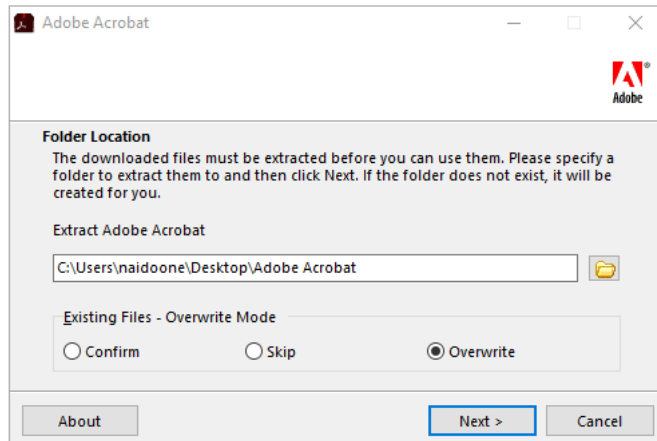 Adobe Acrobat
Adobe
Folder Location
The downloaded files must be extracted before you can use them. Please specify a
folder to extract them to and then click Next. If the folder does not exist, it will be
created for you.
Extract Adobe Acrobat
C:\Users\naidoone\Desktop\Adobe Acrobat
Existing Files - Overwrite Mode
Confirm Skip Overwrite
About Next > Cancel